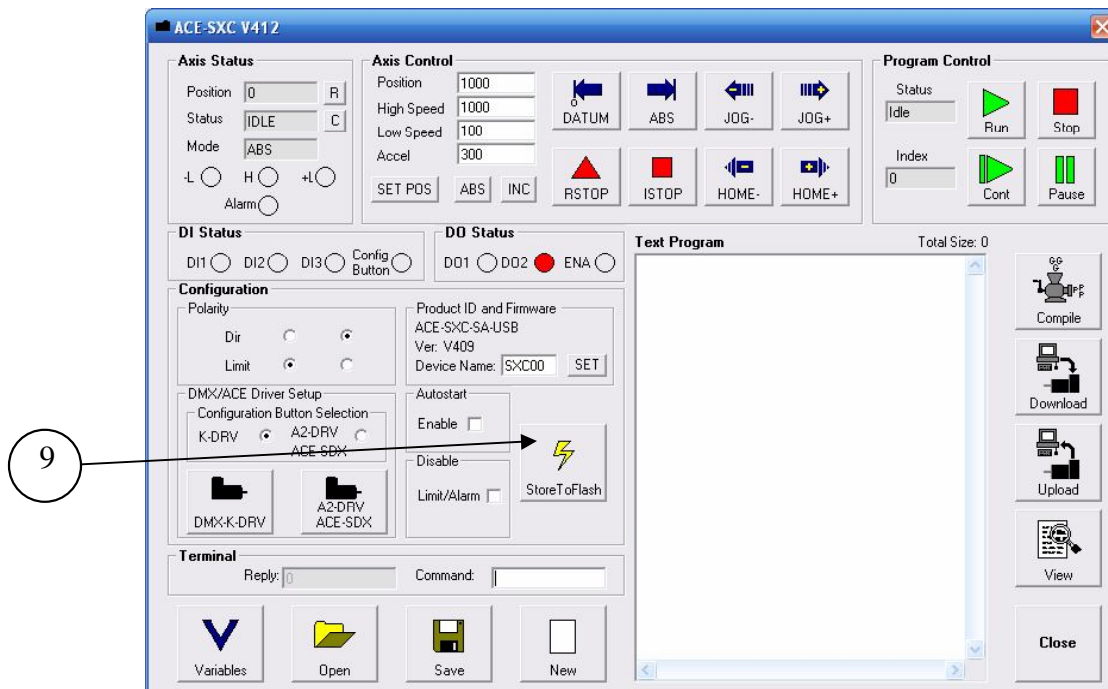 ACE-SXC V412
Axis Status
Position 0 R
Status IDLE C
Mode ABS
-L H +L
Alarm
Axis Control
Position 1000
High Speed 1000
Low Speed 100
Accel 300
SET POS ABS INC
DATUM ABS JOG- JOG+
RSTOP ISTOP HOME- HOME+
Program Control
Status
Idle
Run Stop
Index
0
Cont Pause
DI Status
DI1 DI2 DI3 Config Button
DO Status
DO1 DO2 ENA
Configuration
Polarity
Dir
Limit
Product ID and Firmware
ACE-SXC-SA-USB
Ver: V409
Device Name: SXC00 SET
DMX/ACE Driver Setup
Configuration Button Selection
K-DRV A2-DRV
ACE-SDX
DMX-K-DRV
A2-DRV
ACE-SDX
Autostart
Enable
Disable
Limit/Alarm
StoreToFlash
9
Terminal
Reply: 0 Command:
Variables Open Save New
Text Program Total Size: 0
Compile
Download
Upload
View
Close